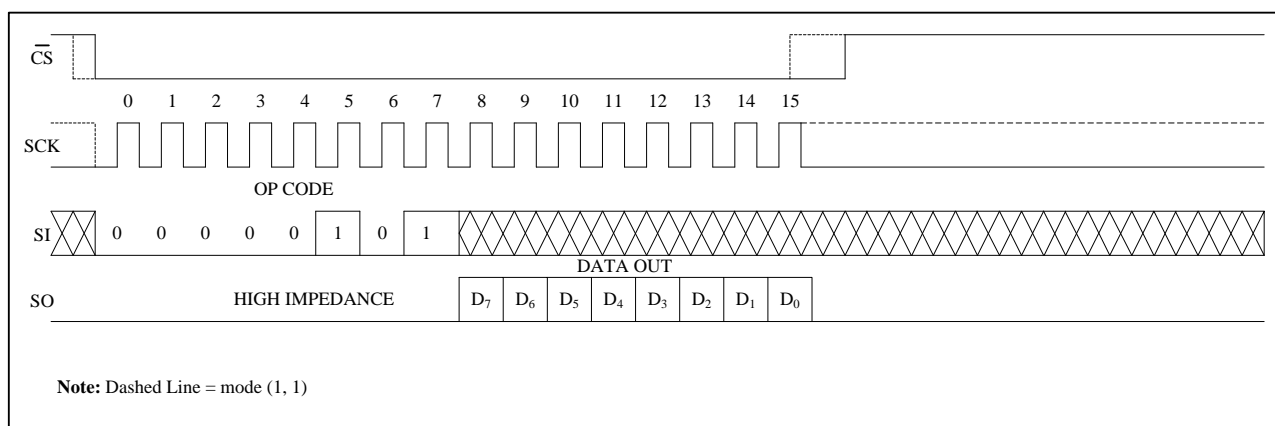 CS
0 1 2 3 4 5 6 7 8 9 10 11 12 13 14 15
SCK
OP CODE
SI 0 0 0 0 0 1 0 1
DATA OUT
SO HIGH IMPEDANCE D7 D6 D5 D4 D3 D2 D1 D0
Note: Dashed Line = mode (1, 1)